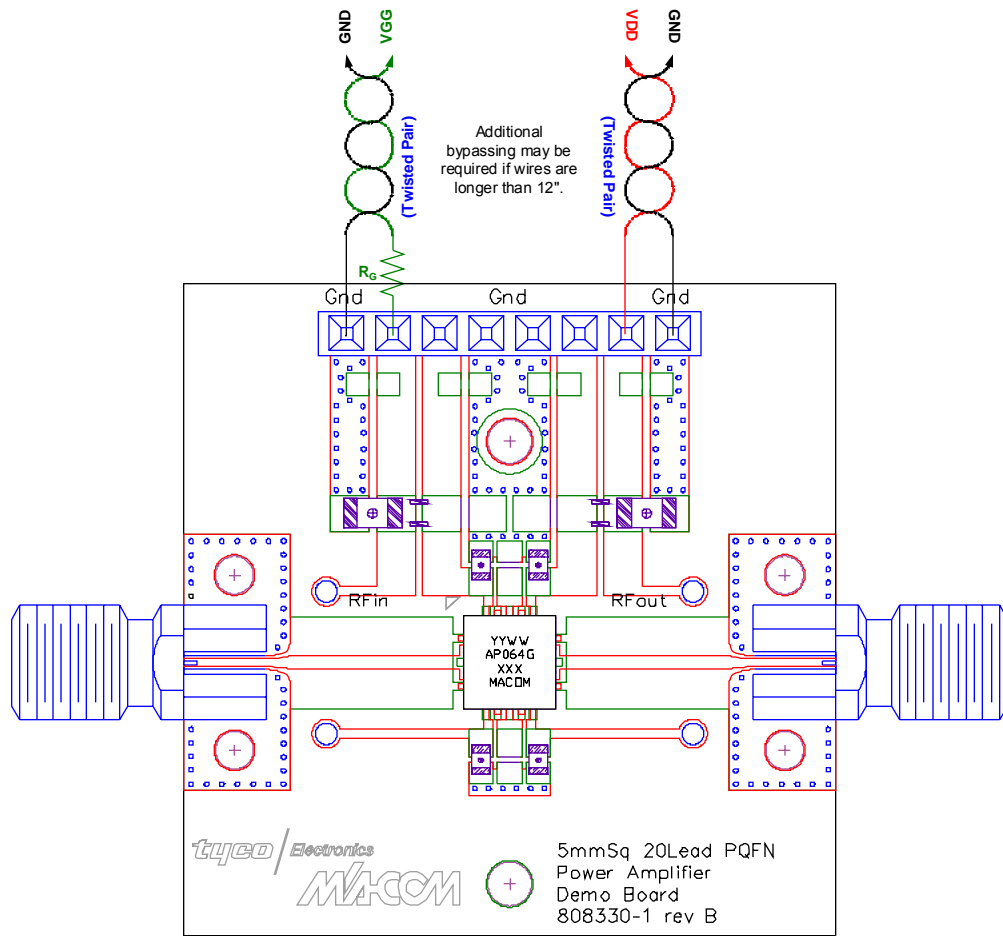 GND
VGG
VDD
GND
(Twisted Pair)
Additional
bypassing may be
required if wires are
longer than 12".
(Twisted Pair)
RG
Gnd
Gnd
Gnd
RFin
RFout
YYWW
AP064G
XXX
MACOM
tyco / Electronics
M/ACOM
5mmSq 20Lead PQFN
Power Amplifier
Demo Board
808330-1 rev B